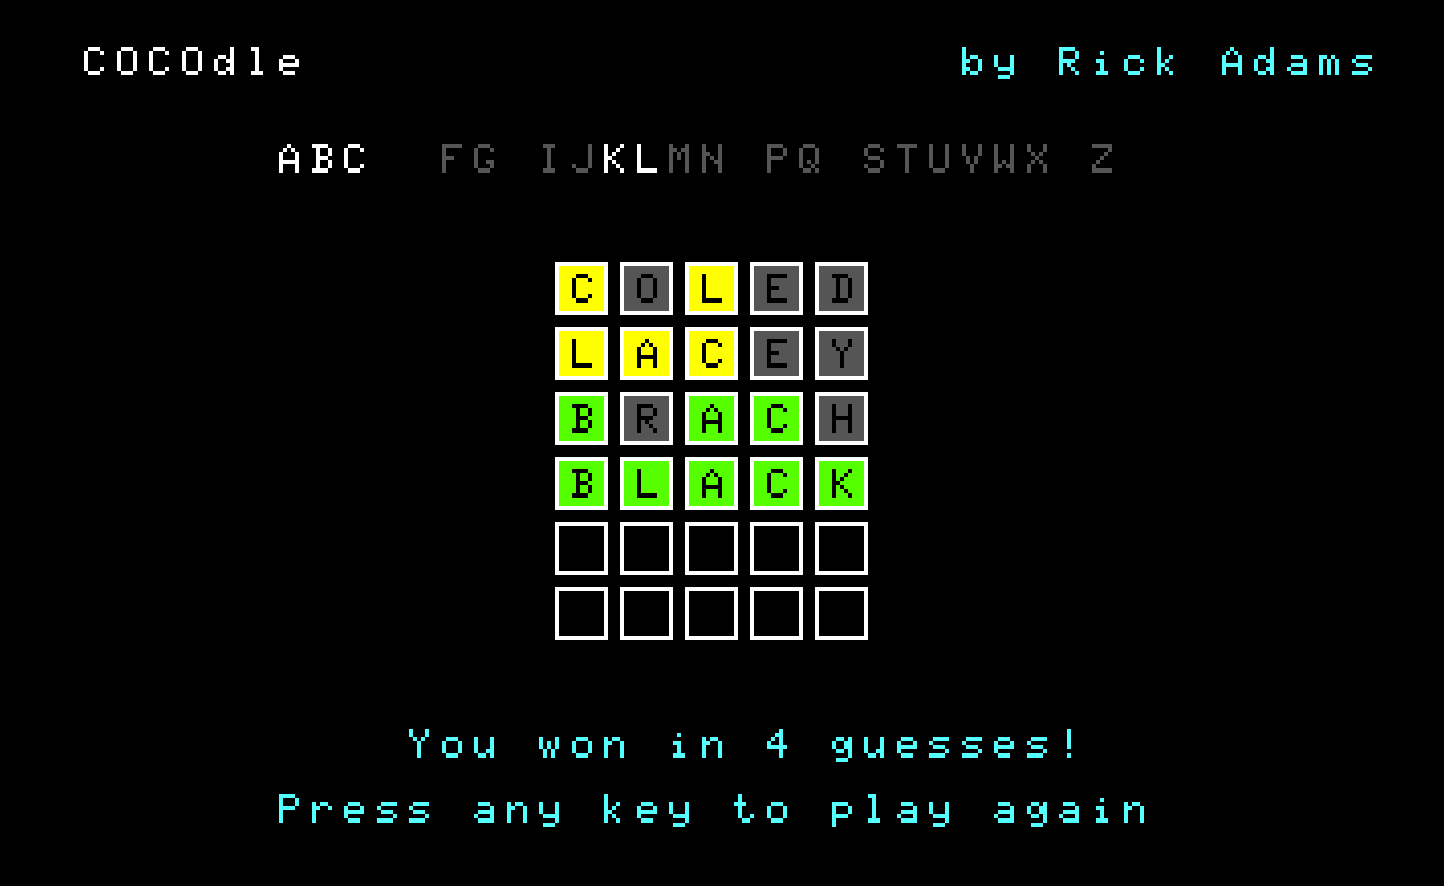 COCOdle by Rick Adams
ABC FG IJKLMN PQ STUVWX Z
COLED
LACEY
BRACH
BLACK
You won in 4 guesses!
Press any key to play again